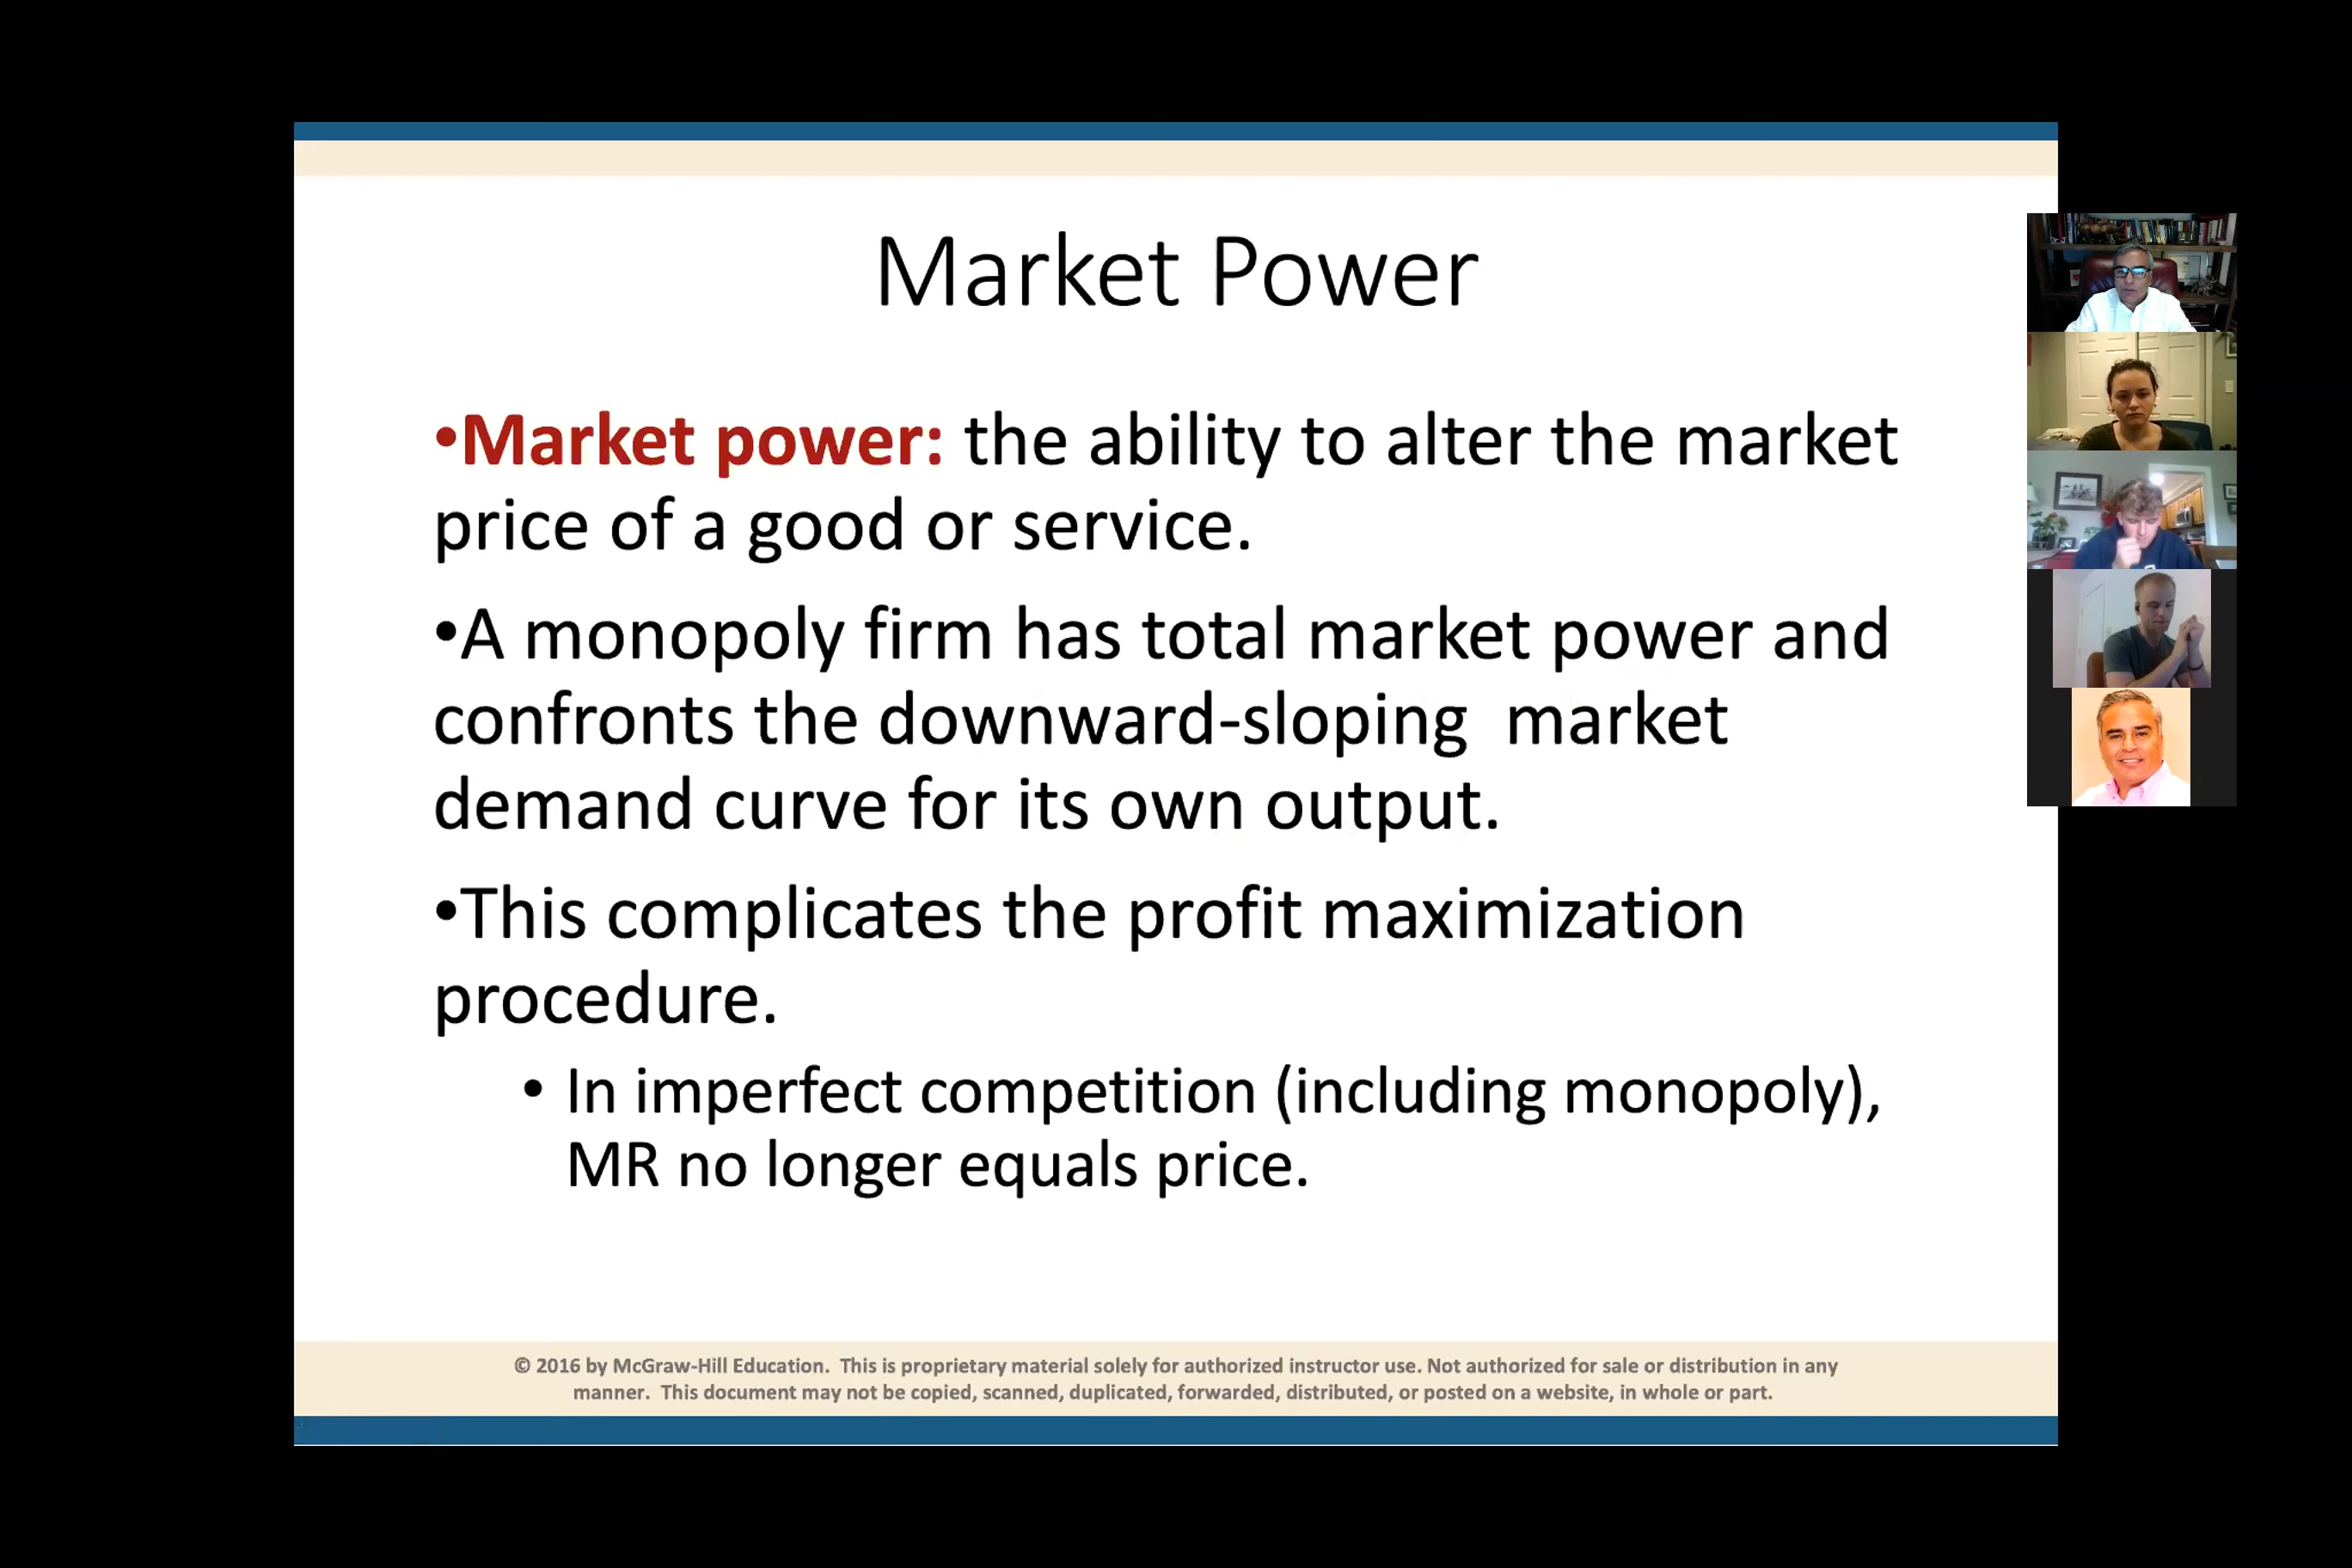 Market Power
•Market power: the ability to alter the market
price of a good or service.
•A monopoly firm has total market power and
confronts the downward-sloping  market
demand curve for its own output.
•This complicates the profit maximization
procedure.
• In imperfect competition (including monopoly),
MR no longer equals price.
© 2016 by McGraw-Hill Education.  This is proprietary material solely for authorized instructor use. Not authorized for sale or distribution in any
manner.  This document may not be copied, scanned, duplicated, forwarded, distributed, or posted on a website, in whole or part.